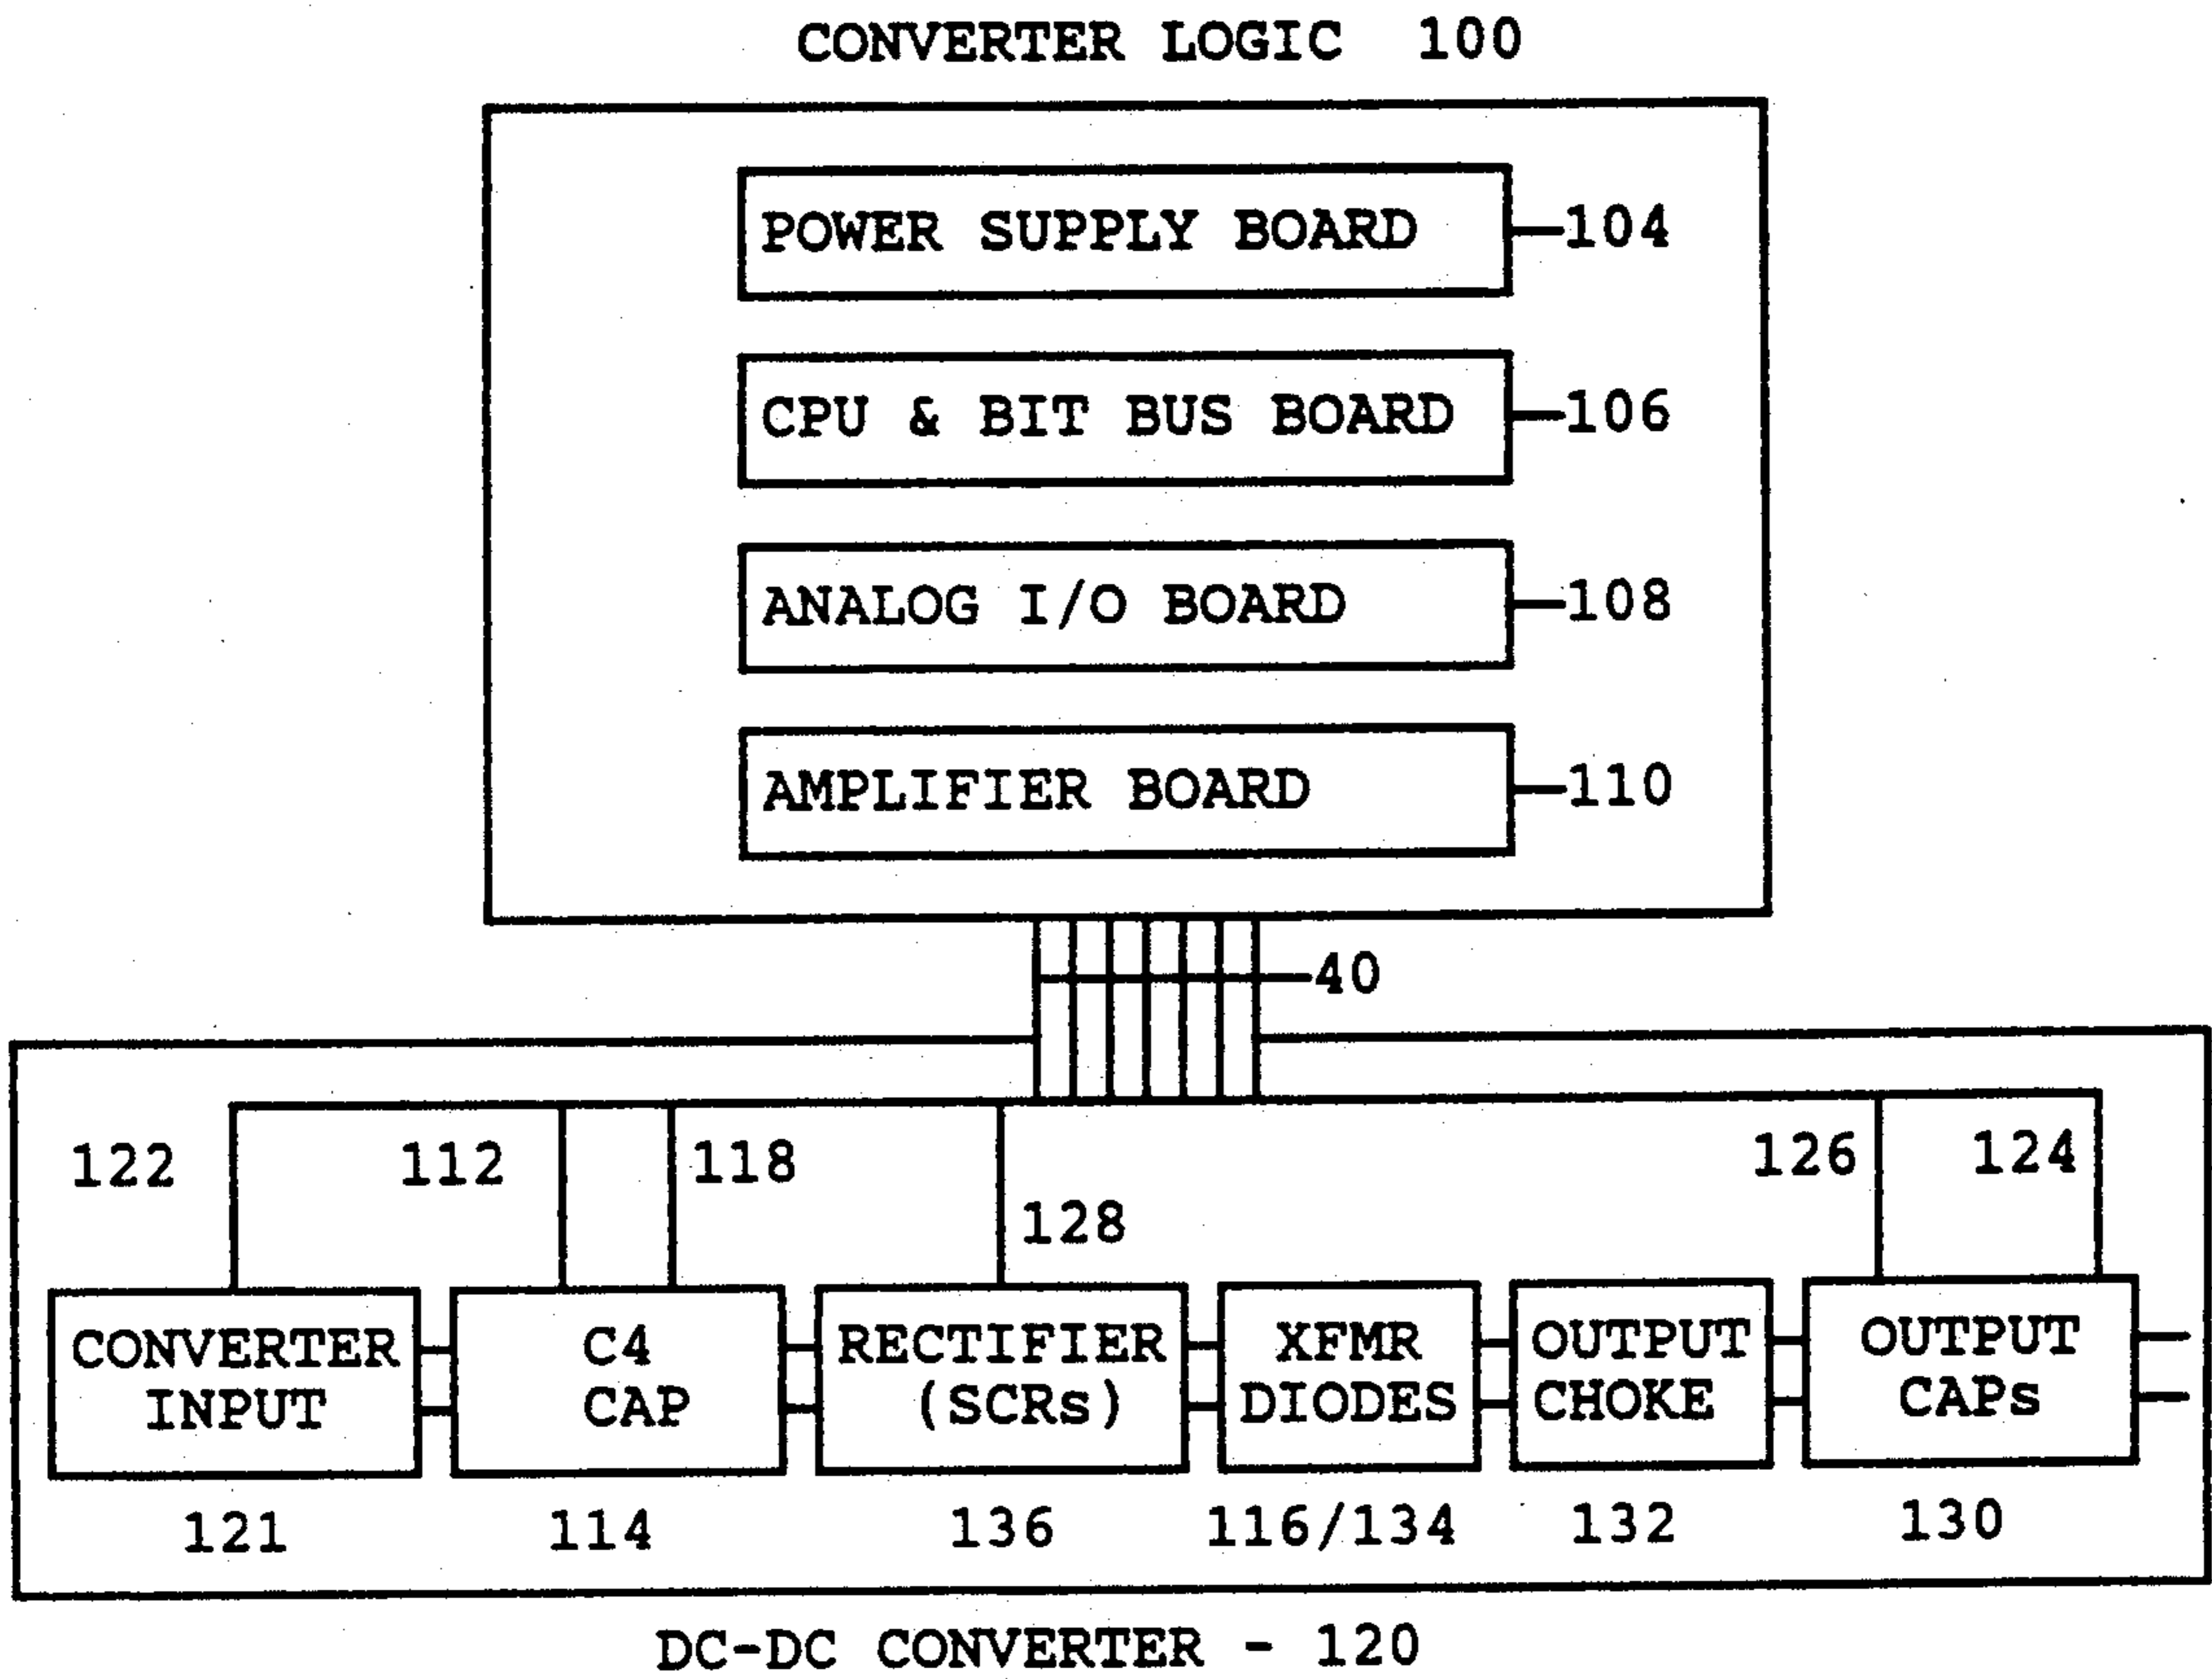 CONVERTER LOGIC 100
POWER SUPPLY BOARD 104
CPU & BIT BUS BOARD 106
ANALOG I/O BOARD 108
AMPLIFIER BOARD 110
40
122 112 118 126 124
128
CONVERTER INPUT
C4 CAP
RECTIFIER (SCRs)
XFMR DIODES
OUTPUT CHOKE
OUTPUT CAPs
121 114 136 116/134 132 130
DC-DC CONVERTER - 120